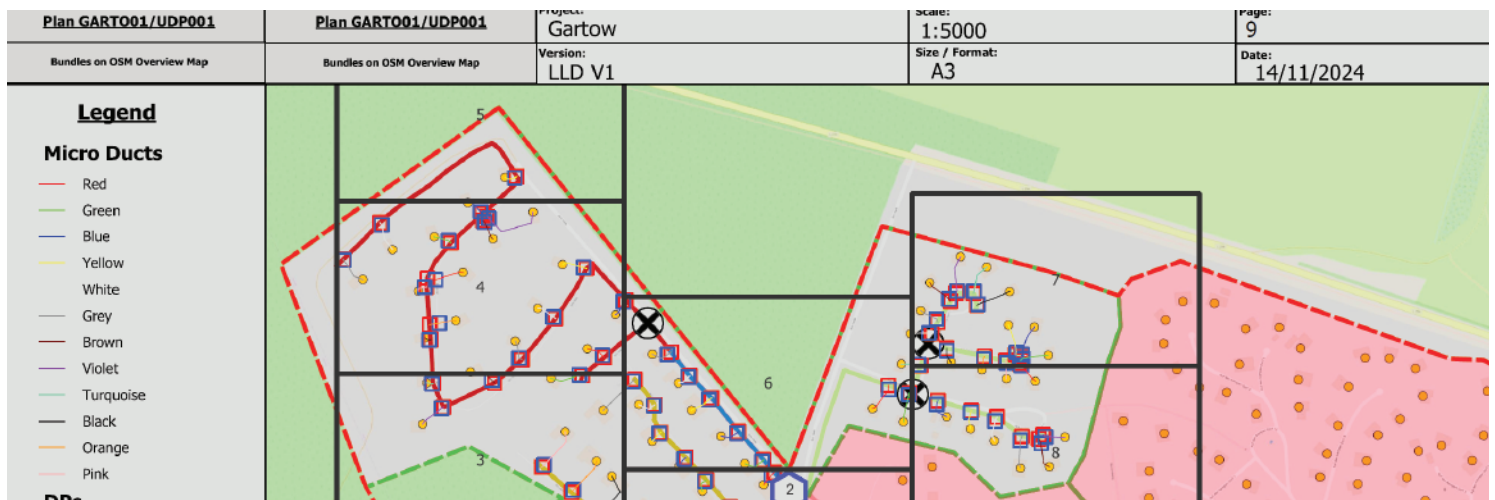 Plan GARTO01/UDP001
Plan GARTO01/UDP001
Project:
Gartow
Scale:
1:5000
Page:
9
Bundles on OSM Overview Map
Bundles on OSM Overview Map
Version:
LLD V1
Size / Format:
A3
Date:
14/11/2024
Legend
Micro Ducts
Red
Green
Blue
Yellow
White
Grey
Brown
Violet
Turquoise
Black
Orange
Pink
DPs
5
4
7
6
3
8
2